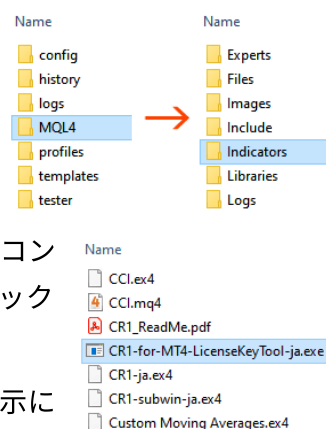 Name
config
history
logs
MQL4
profiles
templates
tester
Name
Experts
Files
Images
Include
Indicators
Libraries
Logs
コン
ック
示に
Name
CCI.ex4
CCI.mq4
CR1_ReadMe.pdf
CR1-for-MT4-LicenseKeyTool-ja.exe
CR1-ja.ex4
CR1-subwin-ja.ex4
Custom Moving Averages.ex4